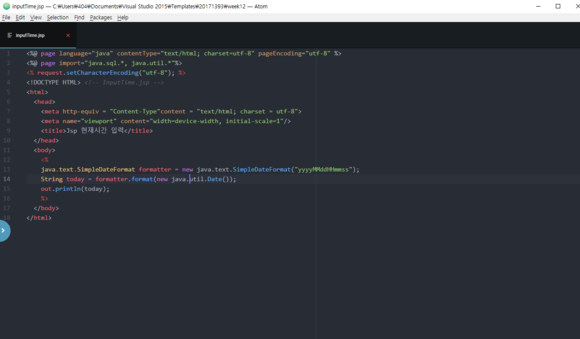 inputTime.jsp — C:₩Users₩404₩Documents₩Visual Studio 2015₩Templates₩20171393₩week12 — Atom
File Edit View Selection Find Packages Help
inputTime.jsp
1 <%@ page language="java" contentType="text/html; charset=utf-8" pageEncoding="utf-8" %>
2 <%@ page import="java.sql.*, java.util.*"%>
3 <% request.setCharacterEncoding("utf-8"); %>
4 <!DOCTYPE HTML> <!-- InputTime.jsp -->
5 <html>
6 <head>
7 <meta http-equiv = "Content-Type"content = "text/html; charset = utf-8">
8 <meta name="viewport" content="width=device-width, initial-scale=1"/>
9 <title>Jsp 현재시간 입력</title>
10 </head>
11 <body>
12 <%
13 java.text.SimpleDateFormat formatter = new java.text.SimpleDateFormat("yyyyMMddHHmmss");
14 String today = formatter.format(new java.util.Date());
15 out.println(today);
16 %>
17 </body>
18 </html>